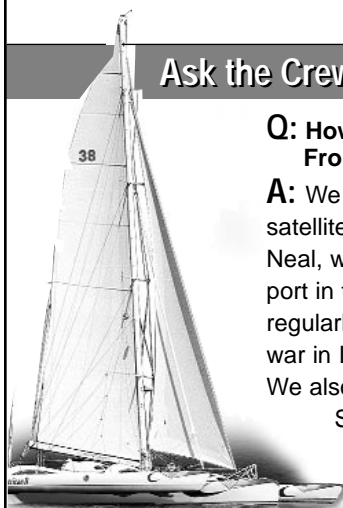 Ask the Crew
38
Q: How
Fro
A: We
satellite
Neal, w
port in t
regularl
war in
We also
S